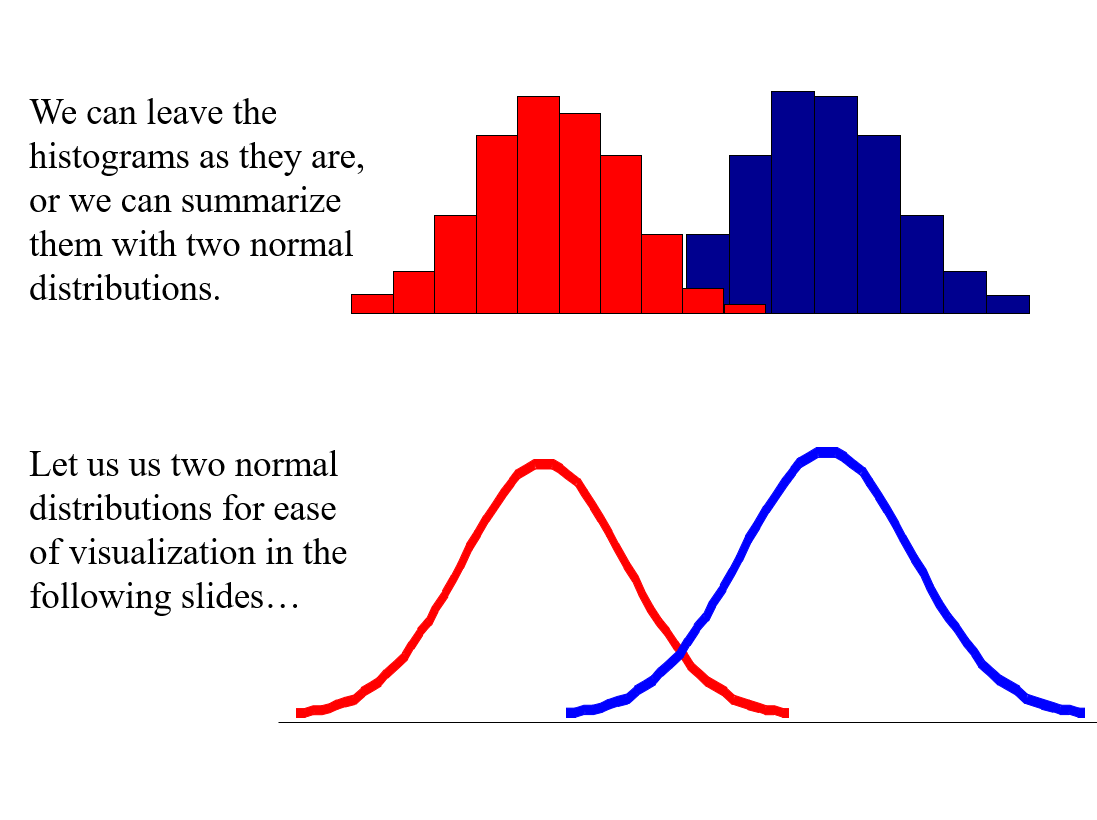 We can leave the
histograms as they are,
or we can summarize
them with two normal
distributions.
Let us us two normal
distributions for ease
of visualization in the
following slides…